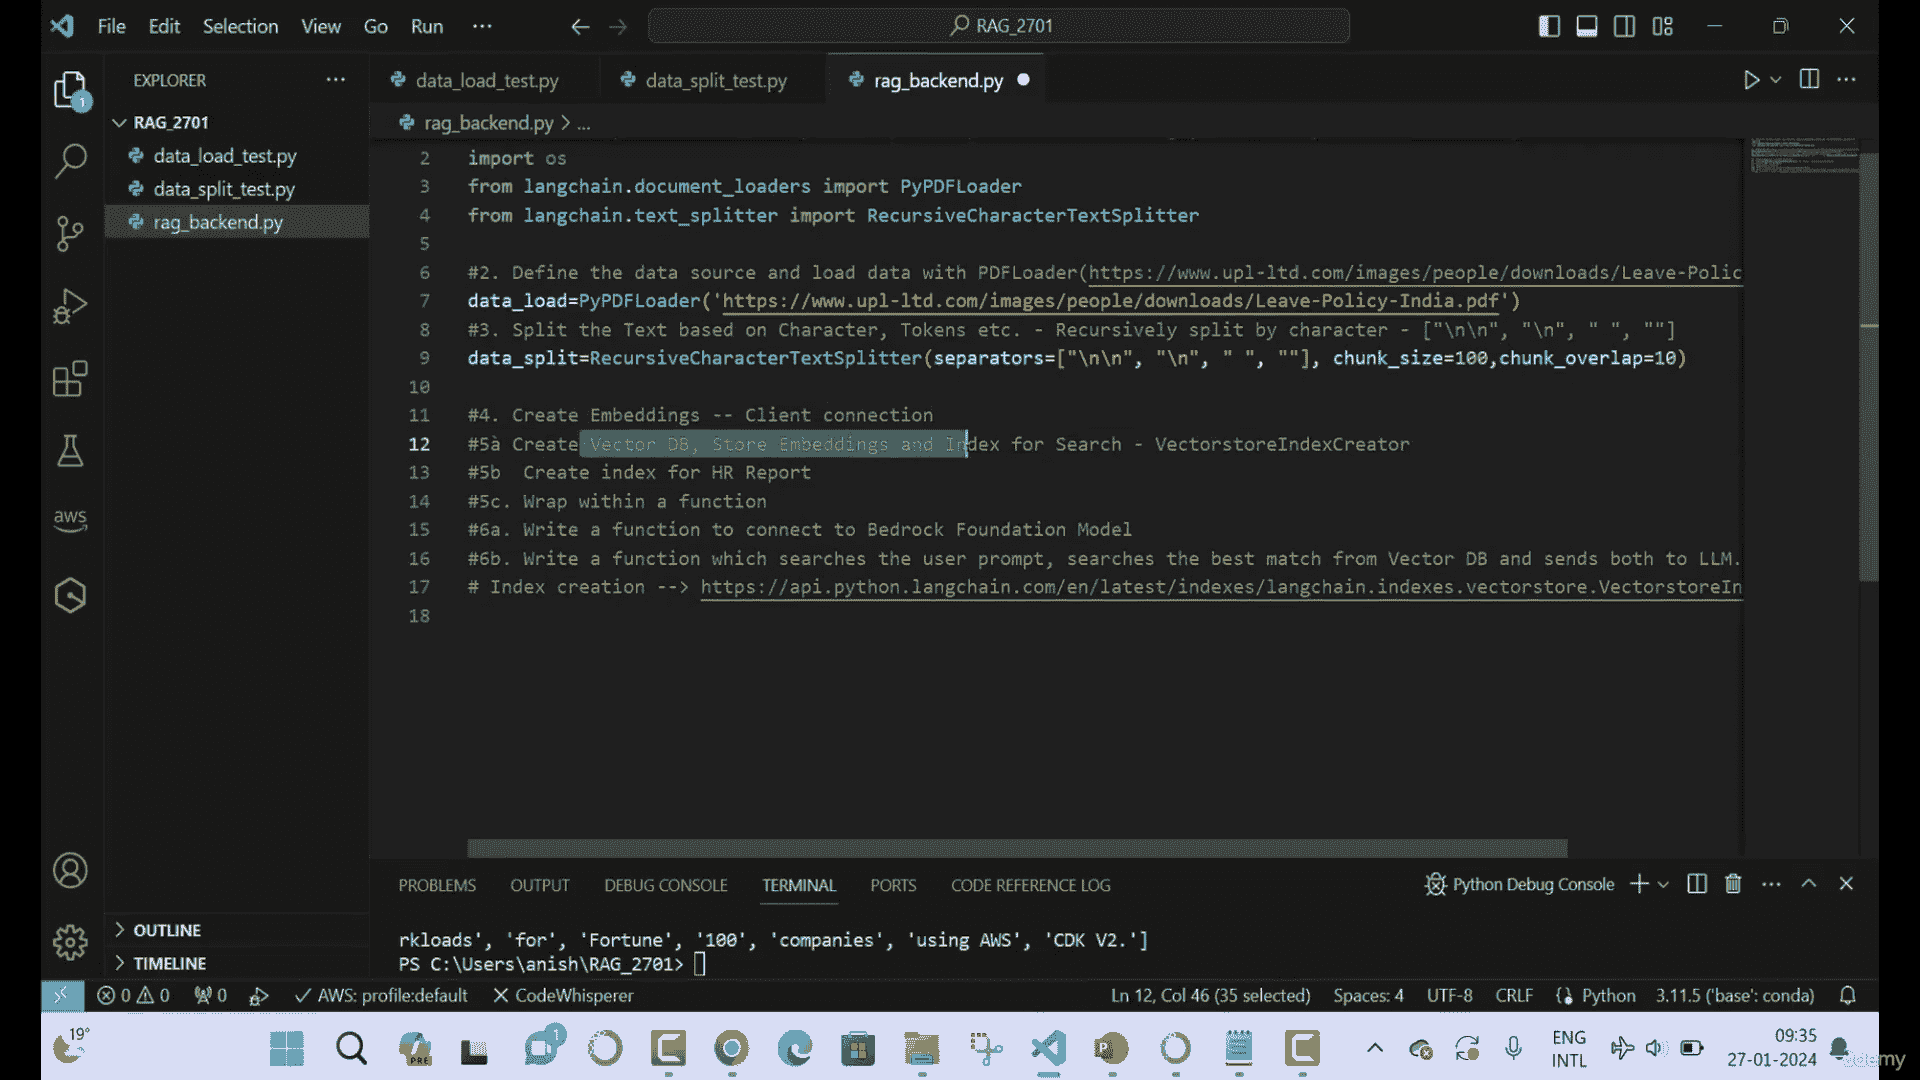 File Edit Selection View Go Run ··· RAG_2701
EXPLORER ···
data_load_test.py data_split_test.py rag_backend.py
1
RAG_2701
data_load_test.py
data_split_test.py
rag_backend.py
rag_backend.py > ...
2 import os
3 from langchain.document_loaders import PyPDFLoader
4 from langchain.text_splitter import RecursiveCharacterTextSplitter
5
6 #2. Define the data source and load data with PDFLoader(https://www.upl-ltd.com/images/people/downloads/Leave-Polic
7 data_load=PyPDFLoader('https://www.upl-ltd.com/images/people/downloads/Leave-Policy-India.pdf')
8 #3. Split the Text based on Character, Tokens etc. - Recursively split by character - ["\n\n", "\n", " ", ""]
9 data_split=RecursiveCharacterTextSplitter(separators=["\n\n", "\n", " ", ""], chunk_size=100,chunk_overlap=10)
10
11 #4. Create Embeddings -- Client connection
12 #5à Create Vector DB, Store Embeddings and Index for Search - VectorstoreIndexCreator
13 #5b  Create index for HR Report
14 #5c. Wrap within a function
15 #6a. Write a function to connect to Bedrock Foundation Model
16 #6b. Write a function which searches the user prompt, searches the best match from Vector DB and sends both to LLM.
17 # Index creation --> https://api.python.langchain.com/en/latest/indexes/langchain.indexes.vectorstore.VectorstoreIn
18
aws
PROBLEMS OUTPUT DEBUG CONSOLE TERMINAL PORTS CODE REFERENCE LOG Python Debug Console
rkloads', 'for', 'Fortune', '100', 'companies', 'using AWS', 'CDK V2.']
PS C:\Users\anish\RAG_2701>
OUTLINE
TIMELINE
0 0 0 AWS: profile:default CodeWhisperer Ln 12, Col 46 (35 selected) Spaces: 4 UTF-8 CRLF Python 3.11.5 ('base': conda)
19°
PRE
1
ENG
INTL
09:35
27-01-2024